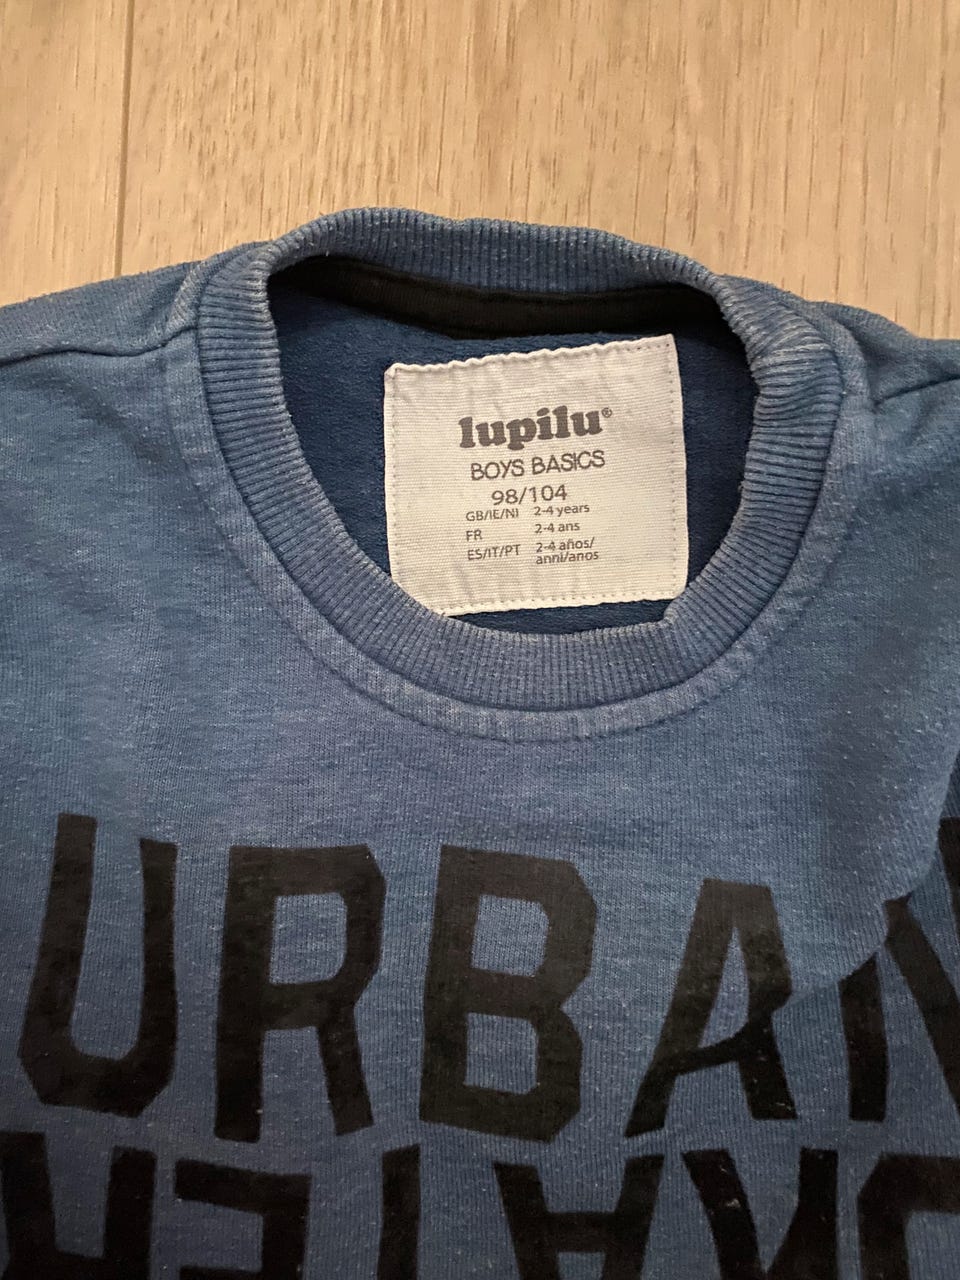 lupilu®
BOYS BASICS
98/104
GB/IE/NI 2-4 years
FR 2-4 ans
ES/IT/PT 2-4 años/
anni/anos
URBAN